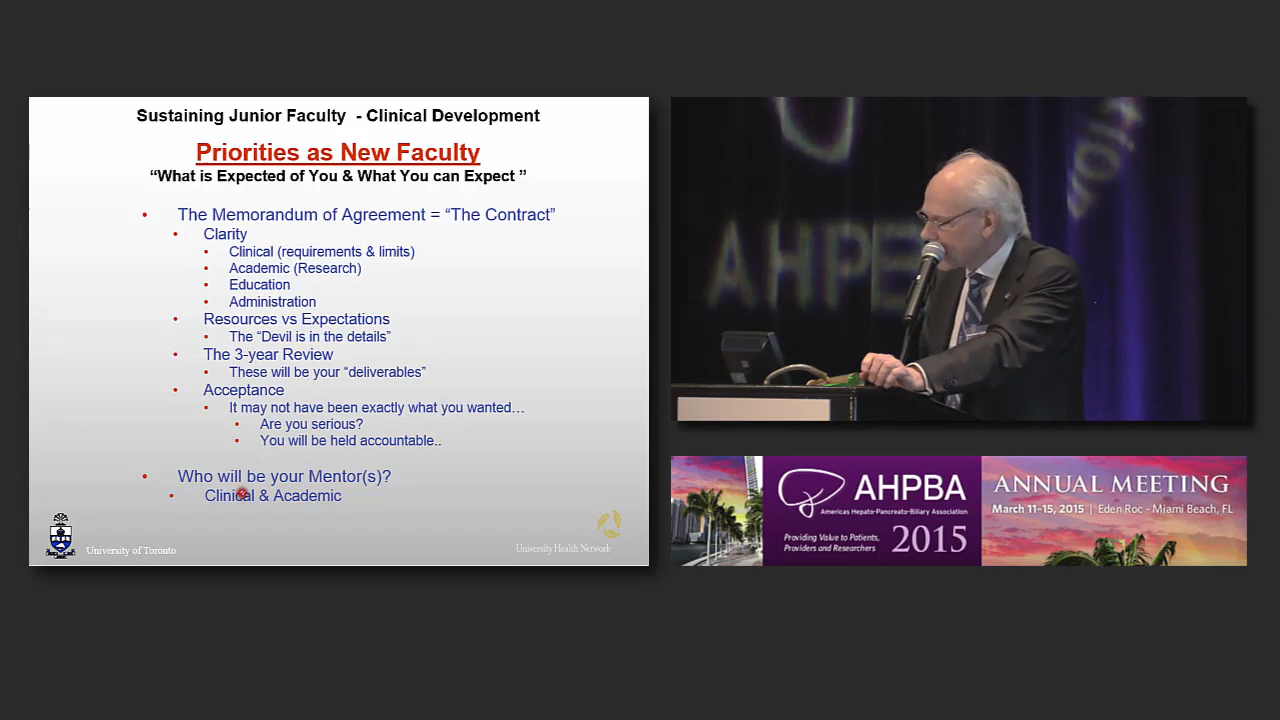 Sustaining Junior Faculty - Clinical Development
Priorities as New Faculty
“What is Expected of You & What You can Expect ”
• The Memorandum of Agreement = “The Contract”
• Clarity
• Clinical (requirements & limits)
• Academic (Research)
• Education
• Administration
• Resources vs Expectations
• The “Devil is in the details”
• The 3-year Review
• These will be your “deliverables”
• Acceptance
• It may not have been exactly what you wanted…
• Are you serious?
• You will be held accountable..
• Who will be your Mentor(s)?
• Clinical & Academic
University of Toronto
University Health Network
AHPB
tion
AHPBA
Americas Hepato-Pancreato-Biliary Association
Providing Value to Patients,
Providers and Researchers
2015
ANNUAL MEETING
March 11-15, 2015 | Eden Roc - Miami Beach, FL